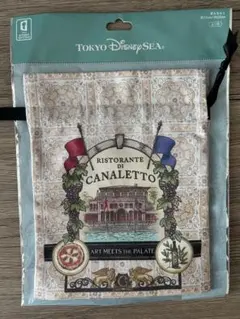 TOKYO DisneySEA
RISTORANTE
DI
CANALETTO
ART MEETS THE PALATE